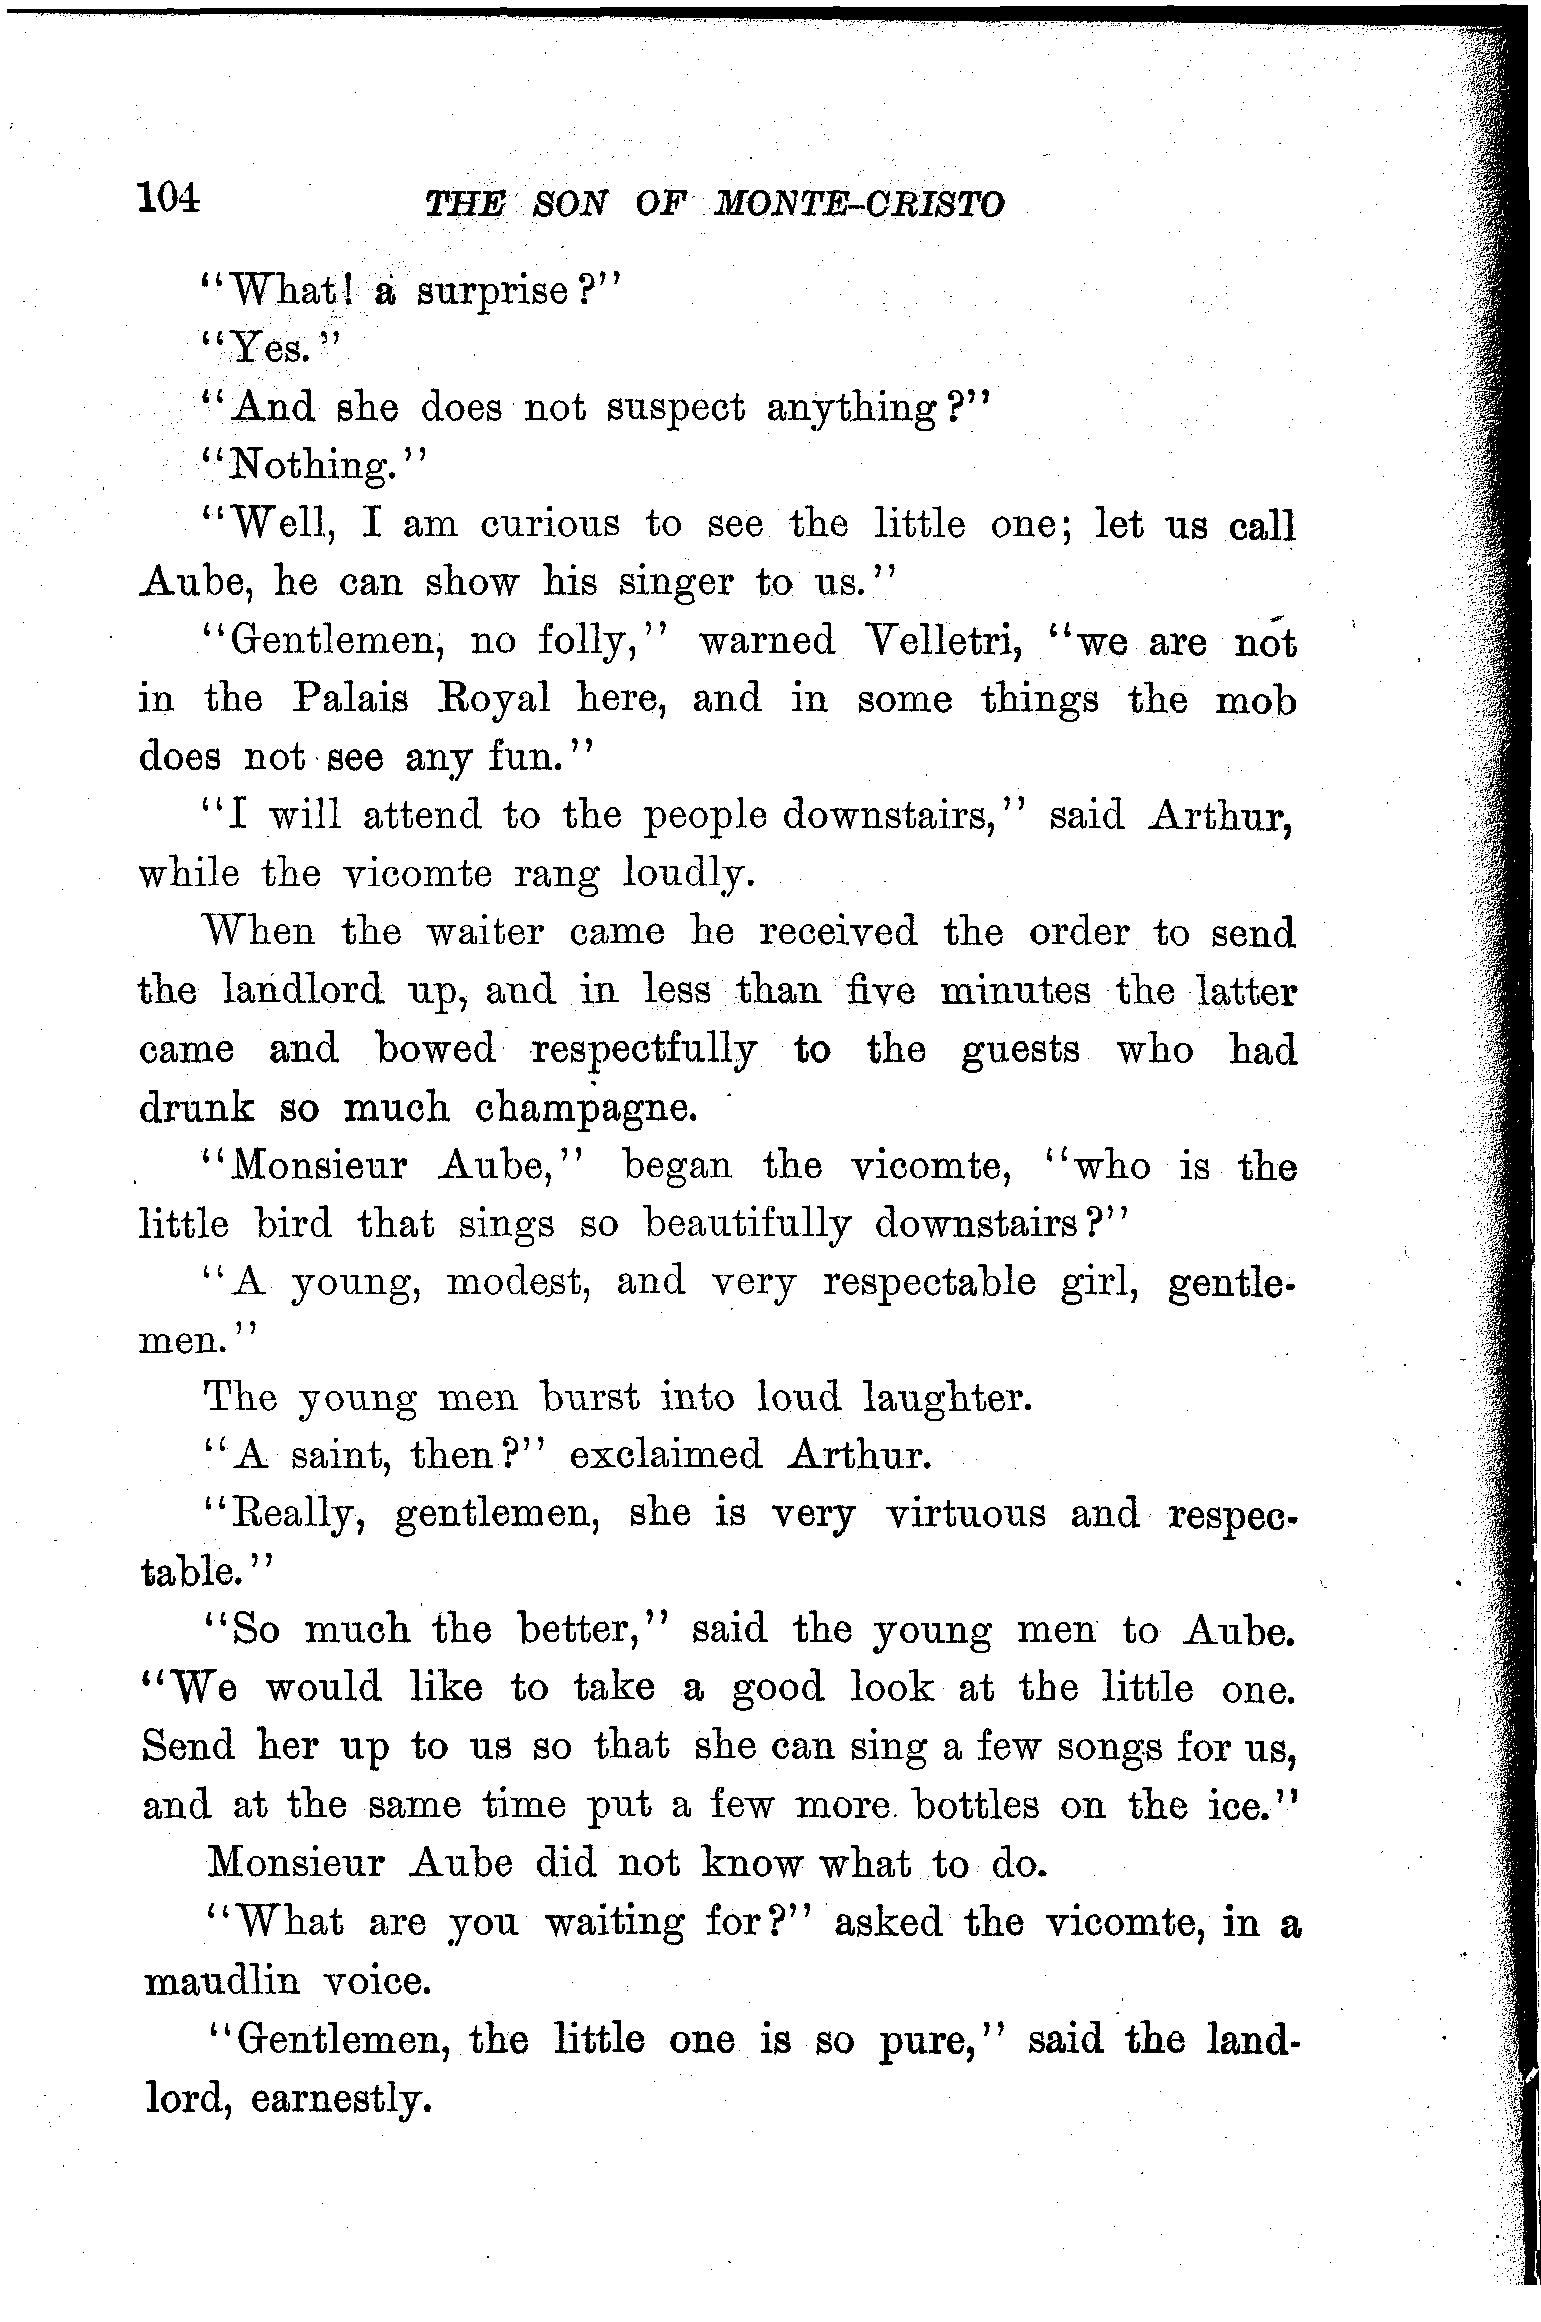 104 THE SON OF MONTE-CRISTO
"What! a surprise?"
"Yes."
"And she does not suspect anything?"
"Nothing."
"Well, I am curious to see the little one; let us call
Aube, he can show his singer to us."
"Gentlemen, no folly," warned Velletri, "we are not
in the Palais Royal here, and in some things the mob
does not see any fun."
"I will attend to the people downstairs," said Arthur,
while the vicomte rang loudly.
When the waiter came he received the order to send
the landlord up, and in less than five minutes the latter
came and bowed respectfully to the guests who had
drunk so much champagne.
"Monsieur Aube," began the vicomte, "who is the
little bird that sings so beautifully downstairs?"
"A young, modest, and very respectable girl, gentle-
men."
The young men burst into loud laughter.
"A saint, then?" exclaimed Arthur.
"Really, gentlemen, she is very virtuous and respec-
table."
"So much the better," said the young men to Aube.
"We would like to take a good look at the little one.
Send her up to us so that she can sing a few songs for us,
and at the same time put a few more bottles on the ice."
Monsieur Aube did not know what to do.
"What are you waiting for?" asked the vicomte, in a
maudlin voice.
"Gentlemen, the little one is so pure," said the land-
lord, earnestly.